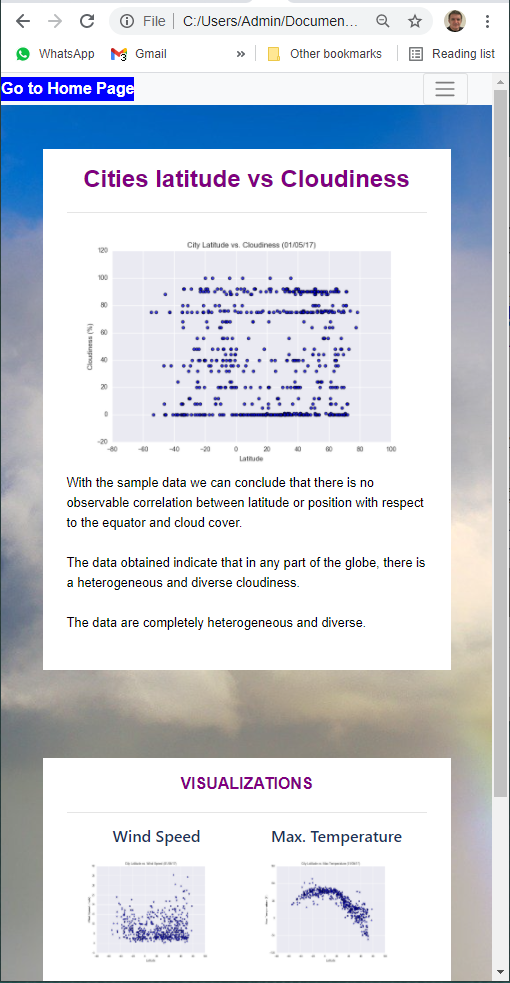 File | C:/Users/Admin/Documen...
WhatsApp Gmail » Other bookmarks Reading list
Go to Home Page
Cities latitude vs Cloudiness
City Latitude vs. Cloudiness (01/05/17)
120
100
80
60
40
20
0
−20
Cloudiness (%)
−80 −60 −40 −20 0 20 40 60 80 100
Latitude
With the sample data we can conclude that there is no
observable correlation between latitude or position with respect
to the equator and cloud cover.
The data obtained indicate that in any part of the globe, there is
a heterogeneous and diverse cloudiness.
The data are completely heterogeneous and diverse.
VISUALIZATIONS
Wind Speed Max. Temperature